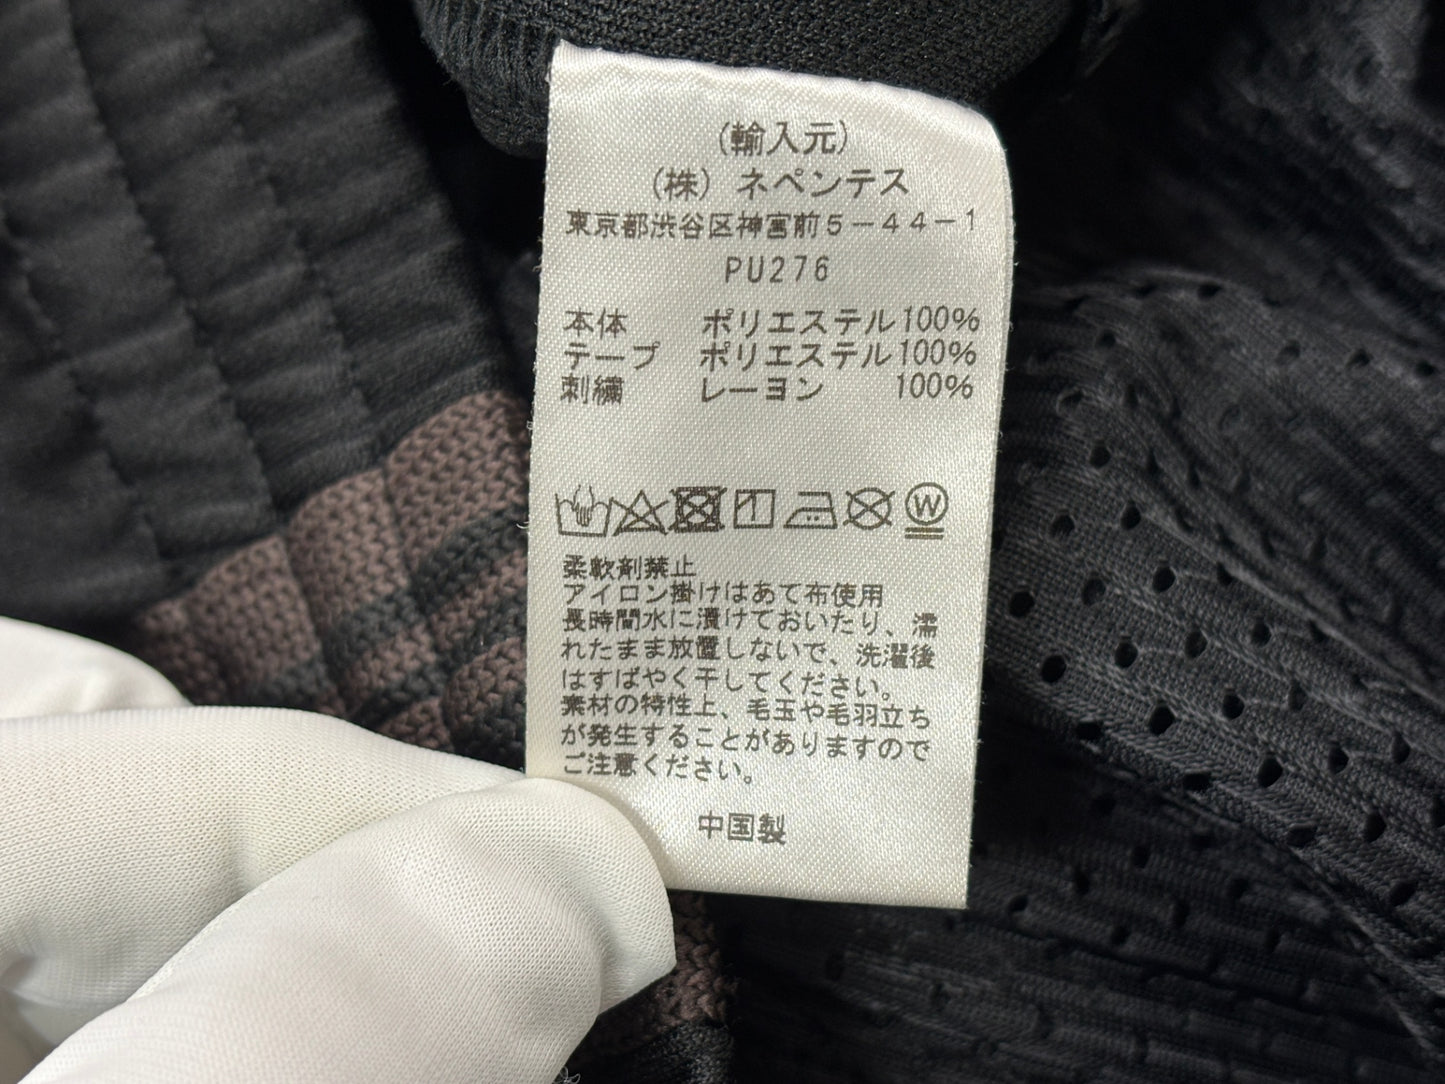 (輸入元)
(株) ネペンテス
東京都渋谷区神宮前5-44-1
PU276
本体 ポリエステル100%
テープ ポリエステル100%
刺繍 レーヨン 100%
W
柔軟剤禁止
アイロン掛けはあて布使用
長時間水に漬けておいたり、濡
れたまま放置しないで、洗濯後
はすばやく干してください。
素材の特性上、毛玉や毛羽立ち
が発生することがありますので
ご注意ください。
中国製